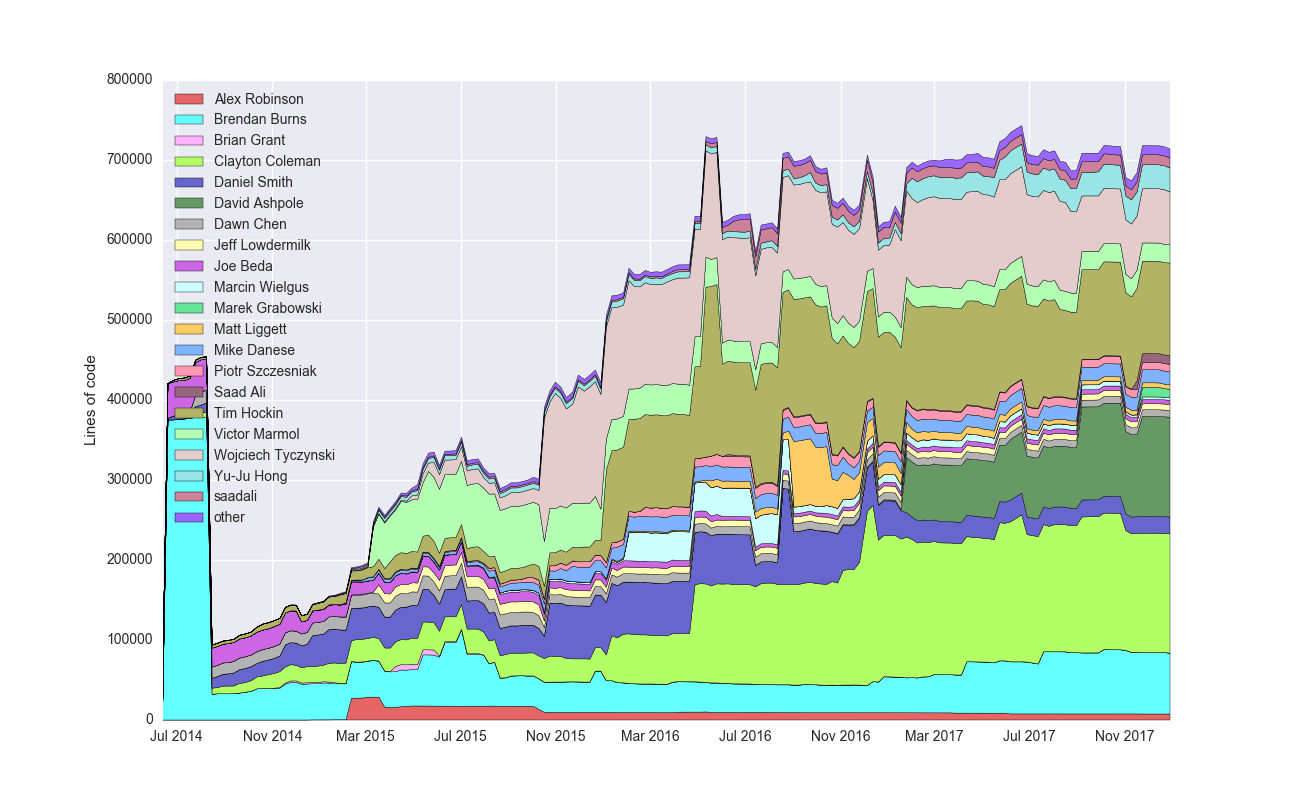 800000
700000
600000
500000
400000
300000
200000
100000
0
Lines of code
Alex Robinson
Brendan Burns
Brian Grant
Clayton Coleman
Daniel Smith
David Ashpole
Dawn Chen
Jeff Lowdermilk
Joe Beda
Marcin Wielgus
Marek Grabowski
Matt Liggett
Mike Danese
Piotr Szczesniak
Saad Ali
Tim Hockin
Victor Marmol
Wojciech Tyczynski
Yu-Ju Hong
saadali
other
Jul 2014 Nov 2014 Mar 2015 Jul 2015 Nov 2015 Mar 2016 Jul 2016 Nov 2016 Mar 2017 Jul 2017 Nov 2017